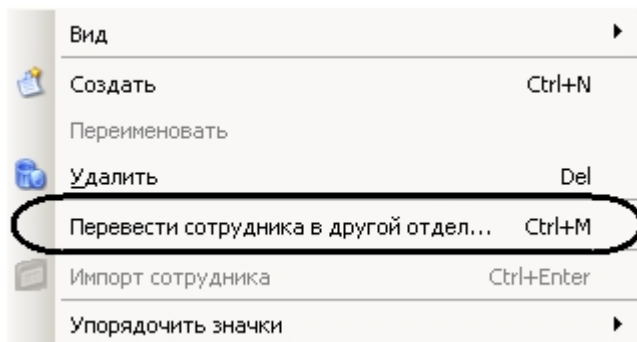 Вид
Создать Ctrl+N
Переименовать
Удалить Del
Перевести сотрудника в другой отдел... Ctrl+M
Импорт сотрудника Ctrl+Enter
Упорядочить значки